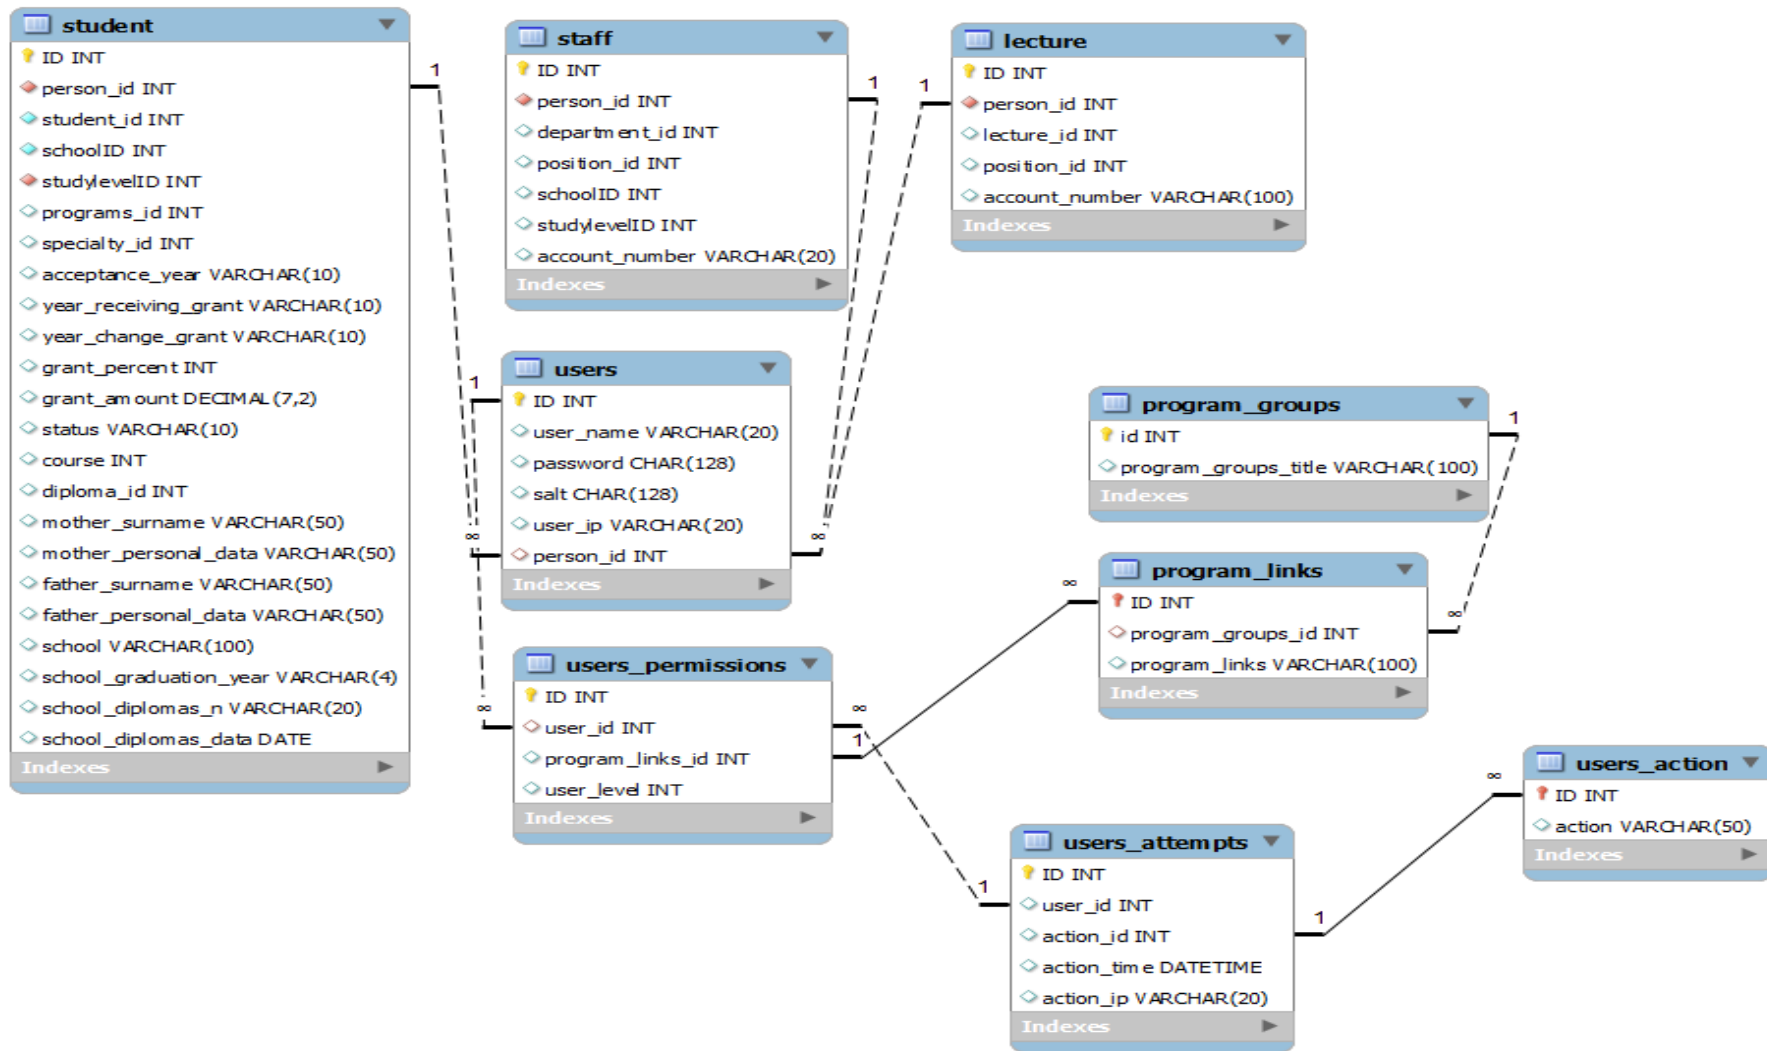 student
ID INT
person_id INT
student_id INT
schoolID INT
studylevelID INT
programs_id INT
specialty_id INT
acceptance_year VARCHAR(10)
year_receiving_grant VARCHAR(10)
year_change_grant VARCHAR(10)
grant_percent INT
grant_amount DECIMAL(7,2)
status VARCHAR(10)
course INT
diploma_id INT
mother_surname VARCHAR(50)
mother_personal_data VARCHAR(50)
father_surname VARCHAR(50)
father_personal_data VARCHAR(50)
school VARCHAR(100)
school_graduation_year VARCHAR(4)
school_diplomas_n VARCHAR(20)
school_diplomas_data DATE
Indexes
1
staff
ID INT
person_id INT
department_id INT
position_id INT
schoolID INT
studylevelID INT
account_number VARCHAR(20)
Indexes
1
lecture
ID INT
person_id INT
lecture_id INT
position_id INT
account_number VARCHAR(100)
Indexes
1
users
ID INT
user_name VARCHAR(20)
password CHAR(128)
salt CHAR(128)
user_ip VARCHAR(20)
person_id INT
Indexes
1
∞
∞
users_permissions
ID INT
user_id INT
program_links_id INT
user_level INT
Indexes
∞
∞
1
program_groups
id INT
program_groups_title VARCHAR(100)
Indexes
1
program_links
ID INT
program_groups_id INT
program_links VARCHAR(100)
Indexes
∞
∞
users_attempts
ID INT
user_id INT
action_id INT
action_time DATETIME
action_ip VARCHAR(20)
Indexes
1
1
users_action
ID INT
action VARCHAR(50)
Indexes
∞